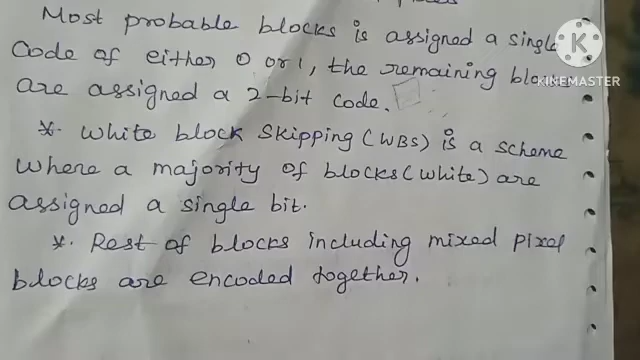 Most probable blocks is assigned a single
code of either 0 or 1, the remaining
are assigned a 2-bit code.
*. White block skipping (WBS) is a scheme
where a majority of blocks (white) are
assigned a single bit.
*. Rest of blocks including mixed pixel
blocks are encoded together.
KINEMASTER